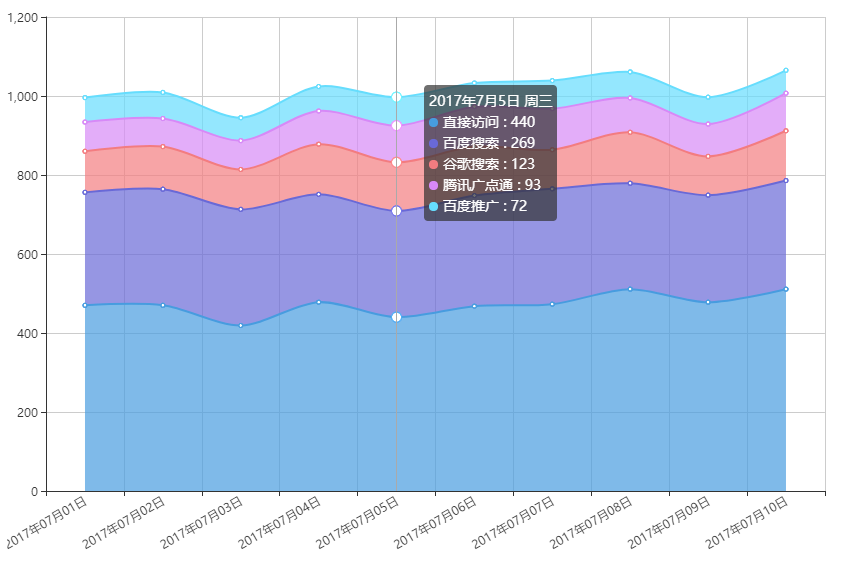 1,200
1,000
800
600
400
200
0
2017年7月5日 周三
直接访问 : 440
百度搜索 : 269
谷歌搜索 : 123
腾讯广点通 : 93
百度推广 : 72
2017年07月01日
2017年07月02日
2017年07月03日
2017年07月04日
2017年07月05日
2017年07月06日
2017年07月07日
2017年07月08日
2017年07月09日
2017年07月10日